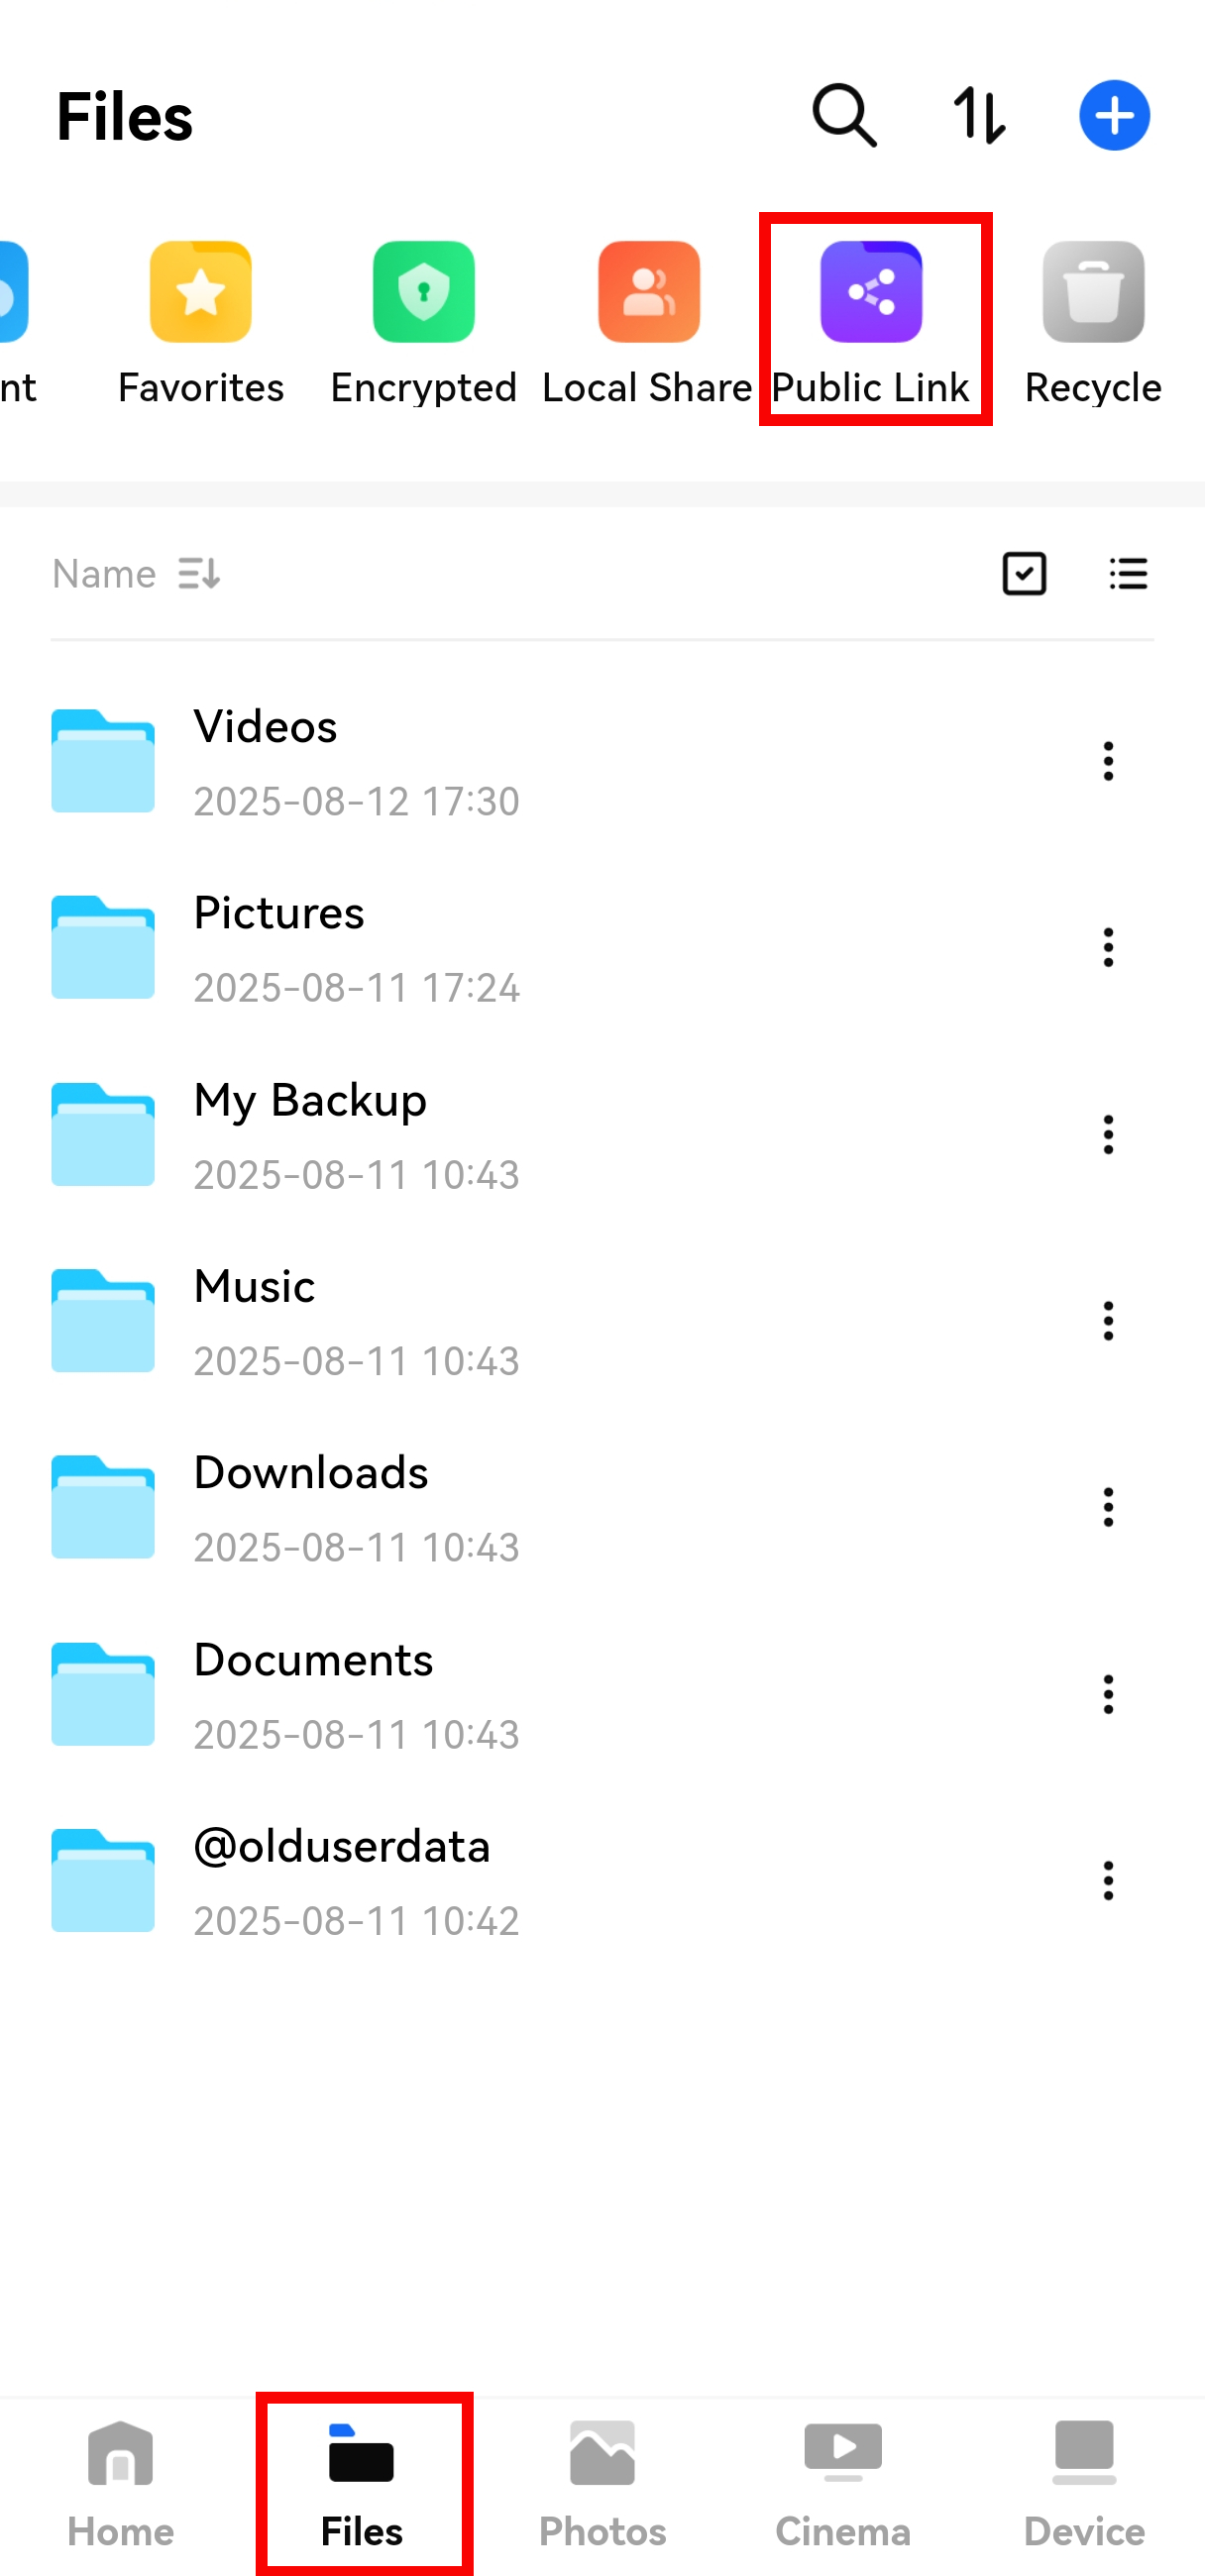 Files
nt Favorites Encrypted Local Share Public Link Recycle
Name
Videos
2025-08-12 17:30
Pictures
2025-08-11 17:24
My Backup
2025-08-11 10:43
Music
2025-08-11 10:43
Downloads
2025-08-11 10:43
Documents
2025-08-11 10:43
@olduserdata
2025-08-11 10:42
Home Files Photos Cinema Device